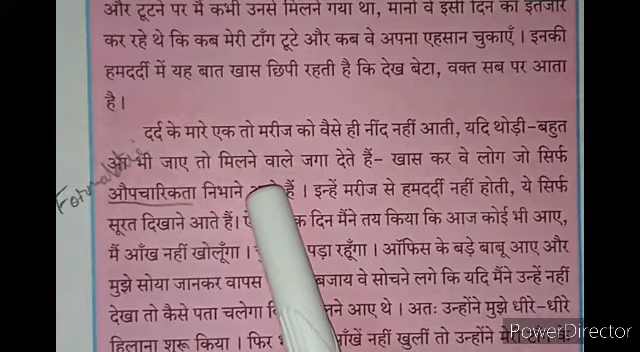 और टूटने पर मैं कभी उनसे मिलने गया था, मानो वे इसी दिन का इंतजार
कर रहे थे कि कब मेरी टाँग टूटे और कब वे अपना एहसान चुकाएँ। इनकी
हमदर्दी में यह बात खास छिपी रहती है कि देख बेटा, वक्त सब पर आता
है।
दर्द के मारे एक तो मरीज को वैसे ही नींद नहीं आती, यदि थोड़ी-बहुत
आ भी जाए तो मिलने वाले जगा देते हैं- खास कर वे लोग जो सिर्फ
औपचारिकता निभाने हैं। इन्हें मरीज से हमदर्दी नहीं होती, ये सिर्फ
सूरत दिखाने आते हैं। दिन मैंने तय किया कि आज कोई भी आए,
मैं आँख नहीं खोलूँगा। पड़ा रहूँगा। ऑफिस के बड़े बाबू आए और
मुझे सोया जानकर वापस बजाय वे सोचने लगे कि यदि मैंने उन्हें नहीं
देखा तो कैसे पता चलेगा आए थे। अतः उन्होंने मुझे धीरे-धीरे
हिलाना शुरू किया। फिर आँखें नहीं खुलीं तो उन्होंने
PowerDirector